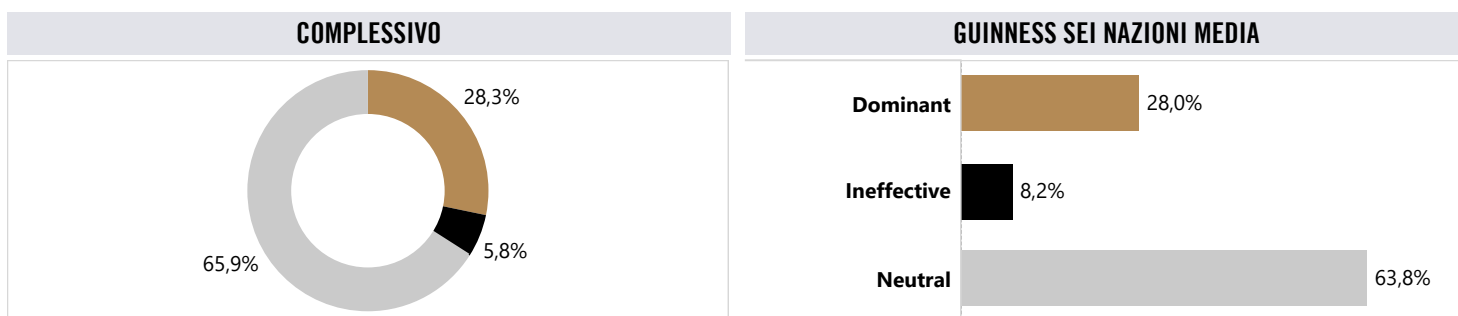 COMPLESSIVO
28,3%
5,8%
65,9%
GUINNESS SEI NAZIONI MEDIA
Dominant 28,0%
Ineffective 8,2%
Neutral 63,8%